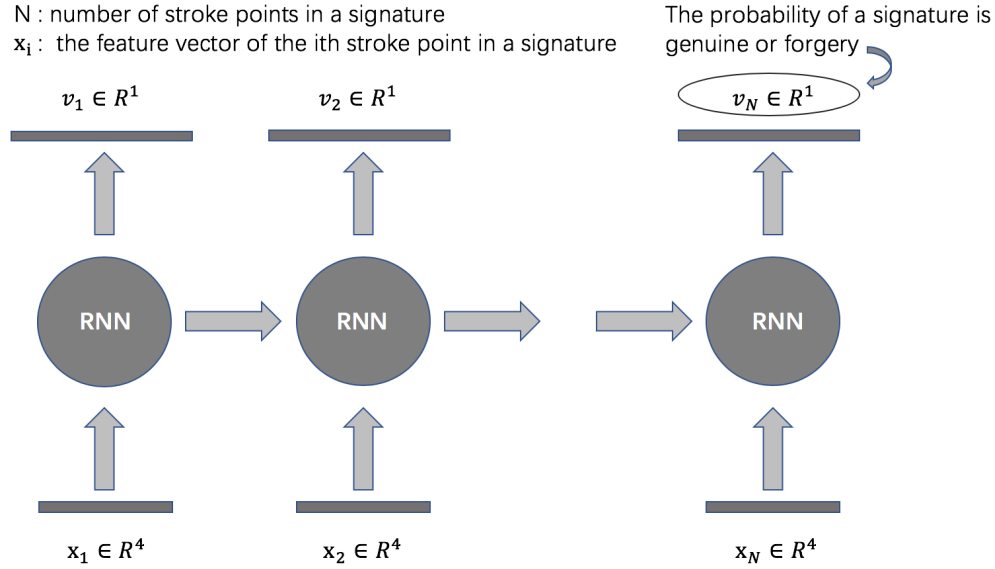 N : number of stroke points in a signature
xᵢ : the feature vector of the ith stroke point in a signature
The probability of a signature is
genuine or forgery
𝑣₁ ∈ 𝑅¹
𝑣₂ ∈ 𝑅¹
𝑣_𝑁 ∈ 𝑅¹
RNN
RNN
RNN
x₁ ∈ 𝑅⁴
x₂ ∈ 𝑅⁴
x_𝑁 ∈ 𝑅⁴